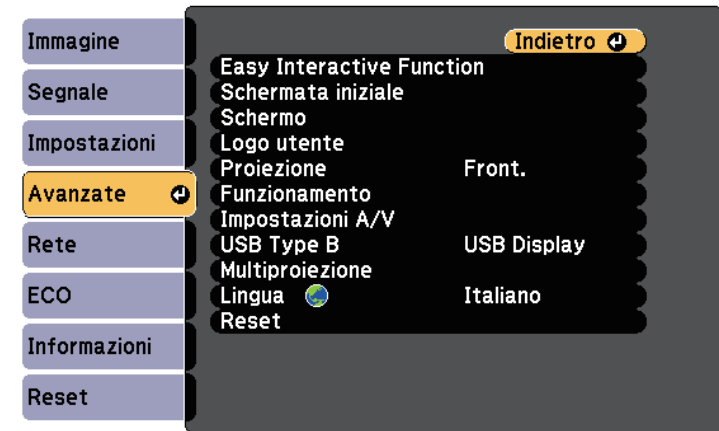 Immagine
Segnale
Impostazioni
Avanzate
Rete
ECO
Informazioni
Reset
Indietro
Easy Interactive Function
Schermata iniziale
Schermo
Logo utente
Proiezione Front.
Funzionamento
Impostazioni A/V
USB Type B USB Display
Multiproiezione
Lingua Italiano
Reset